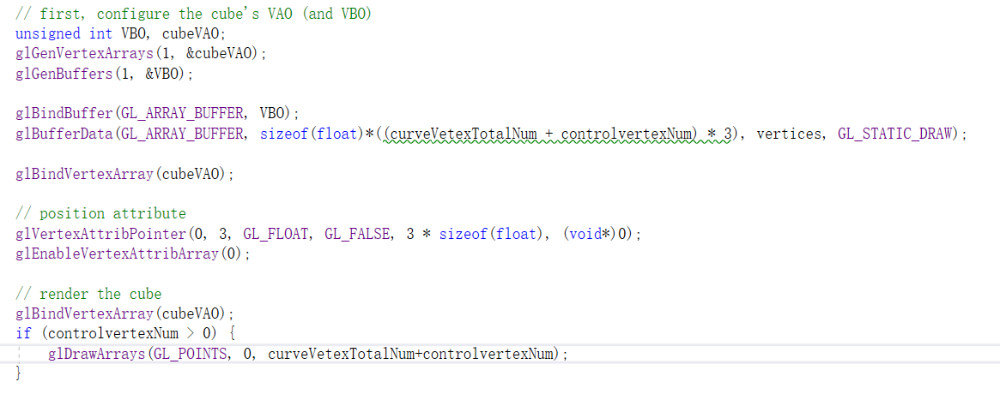 // first, configure the cube's VAO (and VBO)
unsigned int VBO, cubeVAO;
glGenVertexArrays(1, &cubeVAO);
glGenBuffers(1, &VBO);
glBindBuffer(GL_ARRAY_BUFFER, VBO);
glBufferData(GL_ARRAY_BUFFER, sizeof(float)*((curveVetexTotalNum + controlvertexNum) * 3), vertices, GL_STATIC_DRAW);
glBindVertexArray(cubeVAO);
// position attribute
glVertexAttribPointer(0, 3, GL_FLOAT, GL_FALSE, 3 * sizeof(float), (void*)0);
glEnableVertexAttribArray(0);
// render the cube
glBindVertexArray(cubeVAO);
if (controlvertexNum > 0) {
glDrawArrays(GL_POINTS, 0, curveVetexTotalNum+controlvertexNum);
}